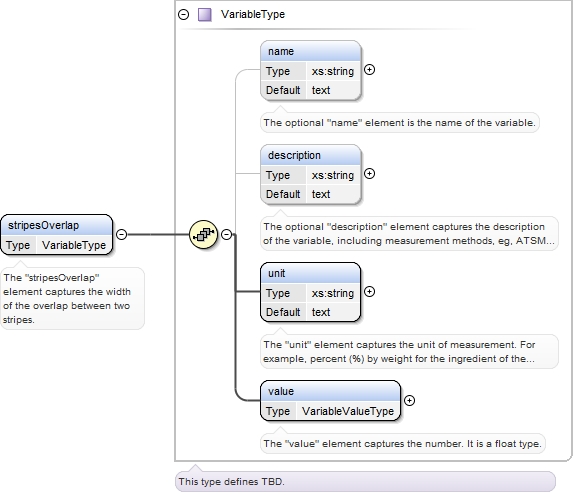 VariableType
name
Type xs:string
Default text
The optional "name" element is the name of the variable.
description
Type xs:string
Default text
The optional "description" element captures the description
of the variable, including measurement methods, eg, ATSM...
stripesOverlap
Type VariableType
The "stripesOverlap"
element captures the width
of the overlap between two
stripes.
unit
Type xs:string
Default text
The "unit" element captures the unit of measurement. For
example, percent (%) by weight for the ingredient of the...
value
Type VariableValueType
The "value" element captures the number. It is a float type.
This type defines TBD.